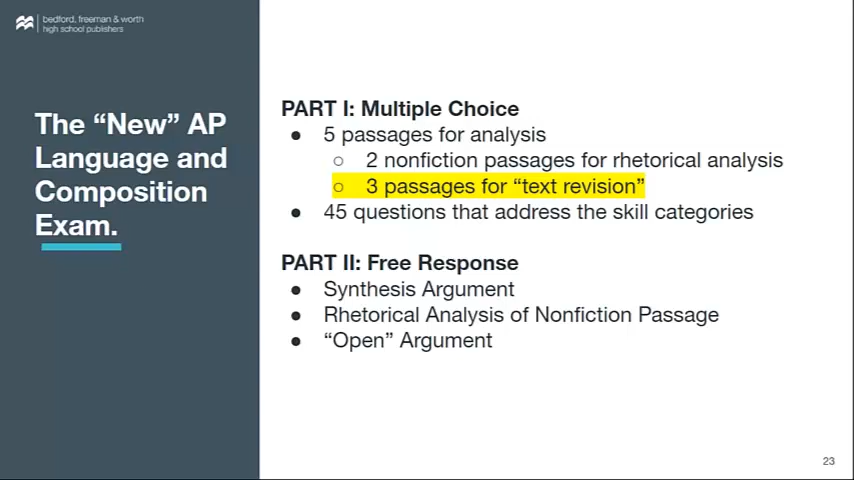 bedford, freeman & worth
high school publishers
The “New” AP
Language and
Composition
Exam.
PART I: Multiple Choice
● 5 passages for analysis
○ 2 nonfiction passages for rhetorical analysis
○ 3 passages for “text revision”
● 45 questions that address the skill categories
PART II: Free Response
● Synthesis Argument
● Rhetorical Analysis of Nonfiction Passage
● “Open” Argument
23